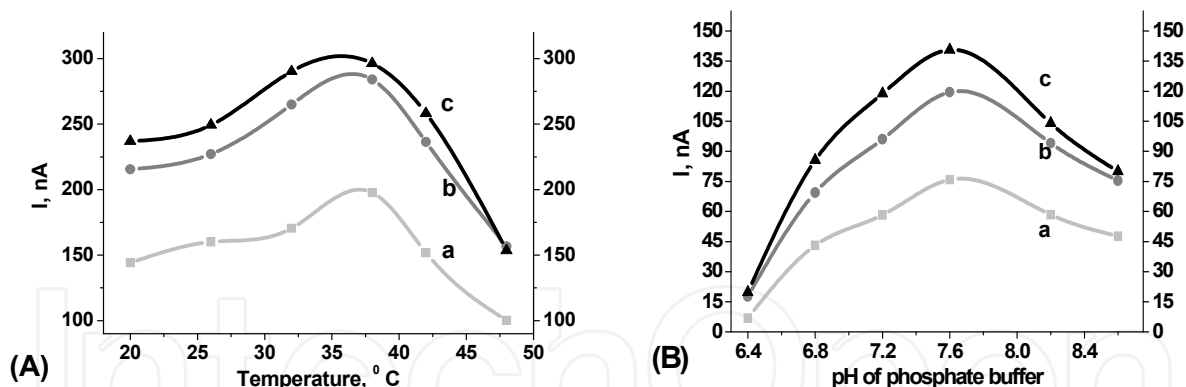 300
250
200
150
100
I, nA
300
250
200
150
100
c
b
a
20 25 30 35 40 45 50
Temperature, ⁰ C
(A)
150
135
120
105
90
75
60
45
30
15
0
I, nA
150
135
120
105
90
75
60
45
30
15
0
c
b
a
6.4 6.8 7.2 7.6 8.0 8.4
pH of phosphate buffer
(B)